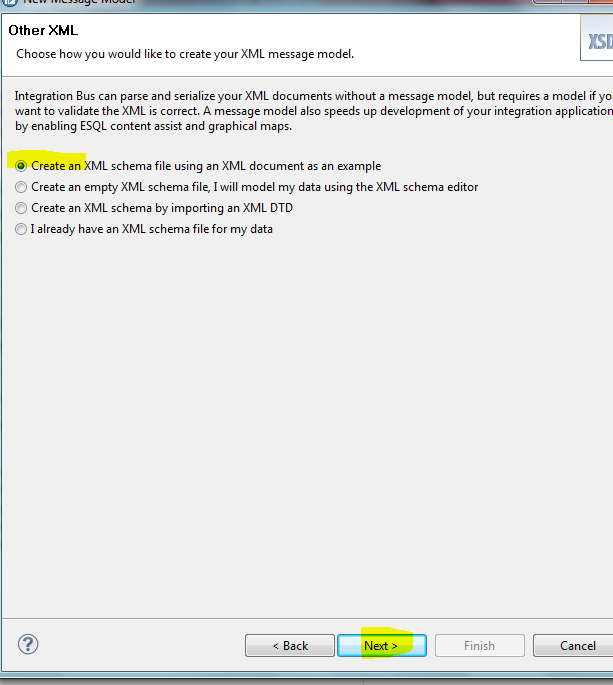 New Message Model
Other XML
Choose how you would like to create your XML message model.
XSD
Integration Bus can parse and serialize your XML documents without a message model, but requires a model if you
want to validate the XML is correct. A message model also speeds up development of your integration application
by enabling ESQL content assist and graphical maps.
Create an XML schema file using an XML document as an example
Create an empty XML schema file, I will model my data using the XML schema editor
Create an XML schema by importing an XML DTD
I already have an XML schema file for my data
?
< Back
Next >
Finish
Cancel